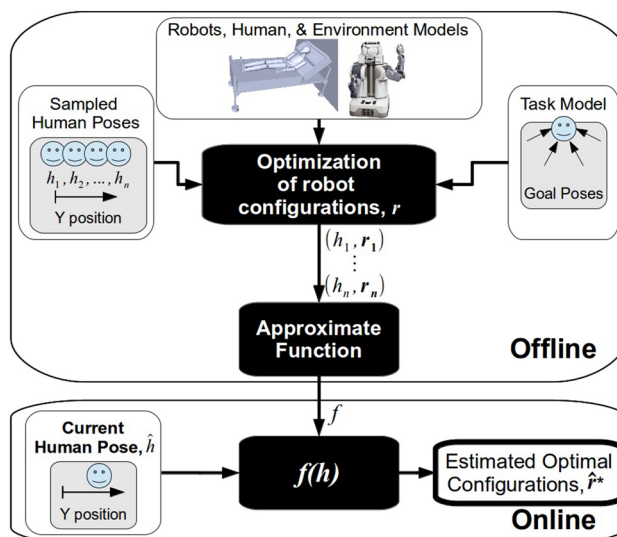 Robots, Human, & Environment Models
Sampled
Human Poses
h₁, h₂, ..., hₙ
Y position
Task Model
Goal Poses
Optimization
of robot
configurations, r
(h₁, r₁)
⋮
(hₙ, rₙ)
Approximate
Function
Offline
f
Current
Human Pose, ĥ
Y position
f(h)
Estimated Optimal
Configurations, r̂*
Online